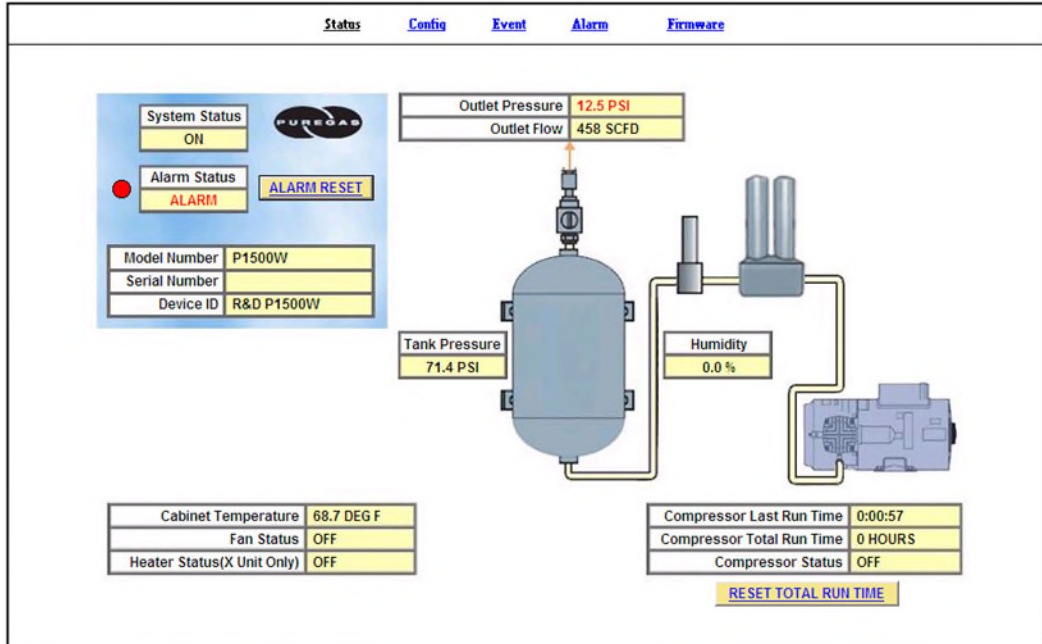 Status Config Event Alarm Firmware
System Status
ON
PUREGAS
Alarm Status
ALARM
ALARM RESET
Model Number P1500W
Serial Number
Device ID R&D P1500W
Outlet Pressure 12.5 PSI
Outlet Flow 458 SCFD
Tank Pressure
71.4 PSI
Humidity
0.0 %
Cabinet Temperature 68.7 DEG F
Fan Status OFF
Heater Status(X Unit Only) OFF
Compressor Last Run Time 0:00:57
Compressor Total Run Time 0 HOURS
Compressor Status OFF
RESET TOTAL RUN TIME